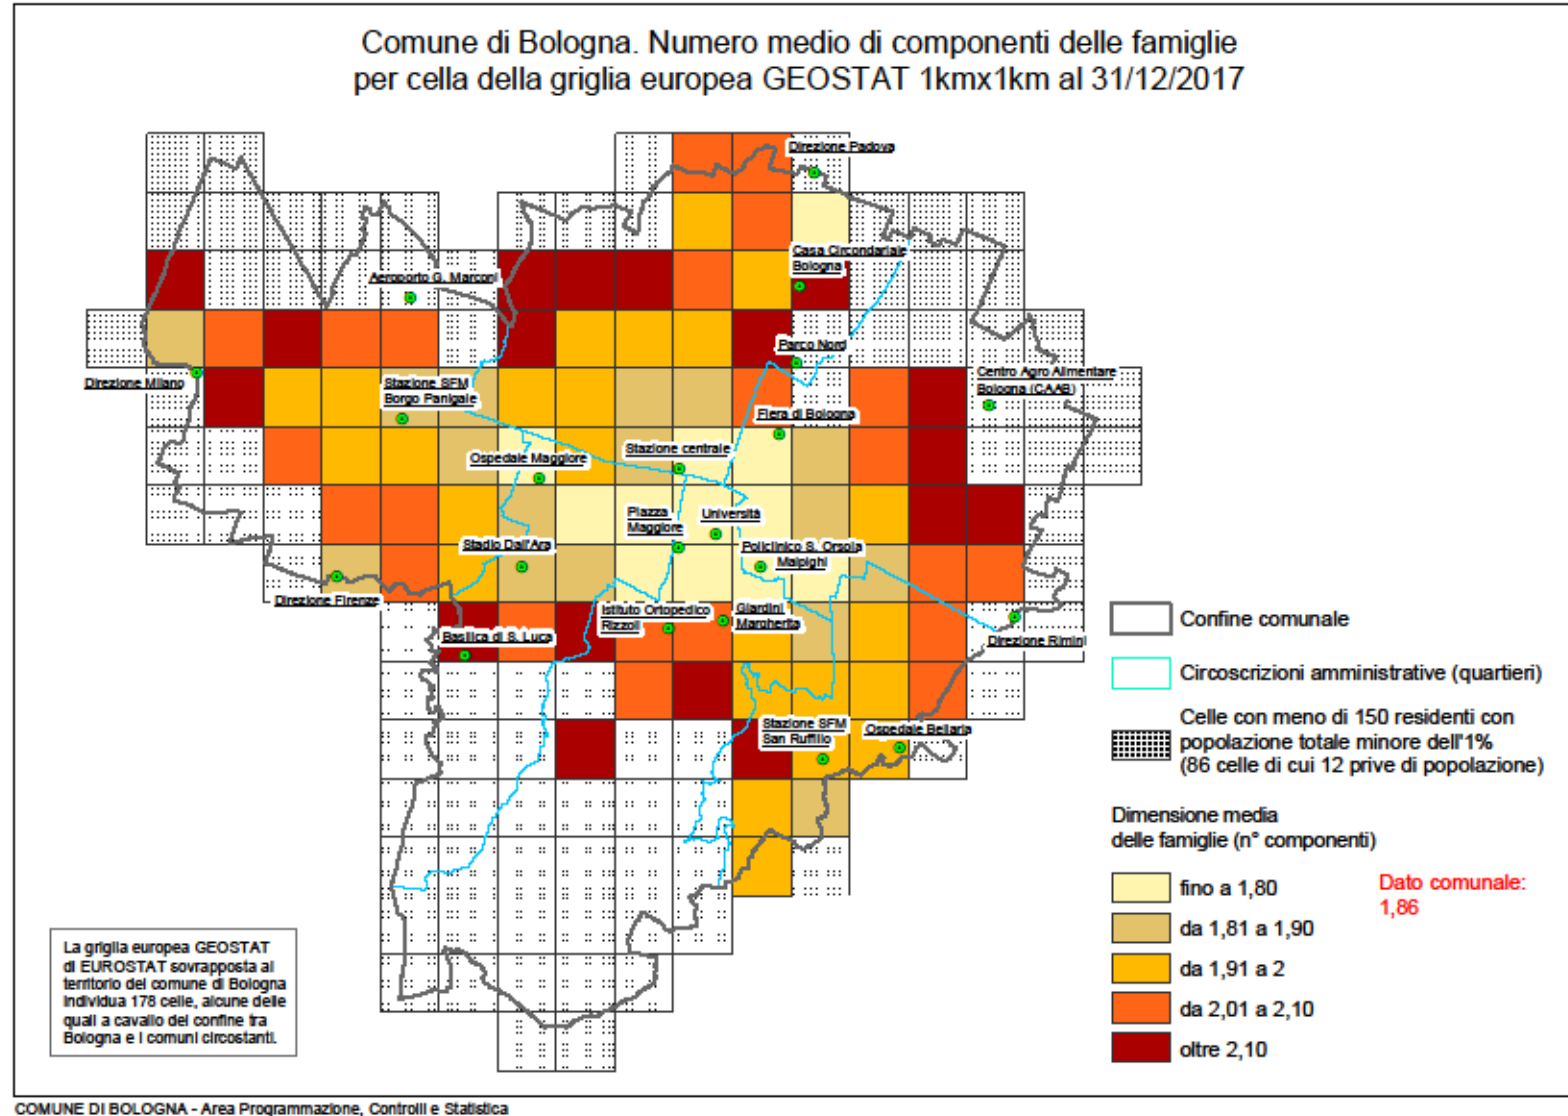 Comune di Bologna. Numero medio di componenti delle famiglie
per cella della griglia europea GEOSTAT 1kmx1km al 31/12/2017
Direzione Padova
Casa Circondariale
Bologna
Aeroporto G. Marconi
Parco Nord
Direzione Milano
Stazione SFM
Borgo Panigale
Centro Agro Alimentare
Bologna (CAAB)
Fiera di Bologna
Ospedale Maggiore
Stazione centrale
Piazza
Maggiore
Università
Stadio Dall'Ara
Policlinico S. Orsola
Malpighi
Direzione Firenze
Istituto Ortopedico
Rizzoli
Giardini
Margherita
Basilica di S. Luca
Direzione Rimini
Stazione SFM
San Ruffillo
Ospedale Bellaria
Confine comunale
Circoscrizioni amministrative (quartieri)
Celle con meno di 150 residenti con
popolazione totale minore dell'1%
(86 celle di cui 12 prive di popolazione)
Dimensione media
delle famiglie (n° componenti)
fino a 1,80
da 1,81 a 1,90
da 1,91 a 2
da 2,01 a 2,10
oltre 2,10
Dato comunale:
1,86
La griglia europea GEOSTAT
di EUROSTAT sovrapposta al
territorio del comune di Bologna
individua 178 celle, alcune delle
quali a cavallo del confine tra
Bologna e i comuni circostanti.
COMUNE DI BOLOGNA - Area Programmazione, Controlli e Statistica